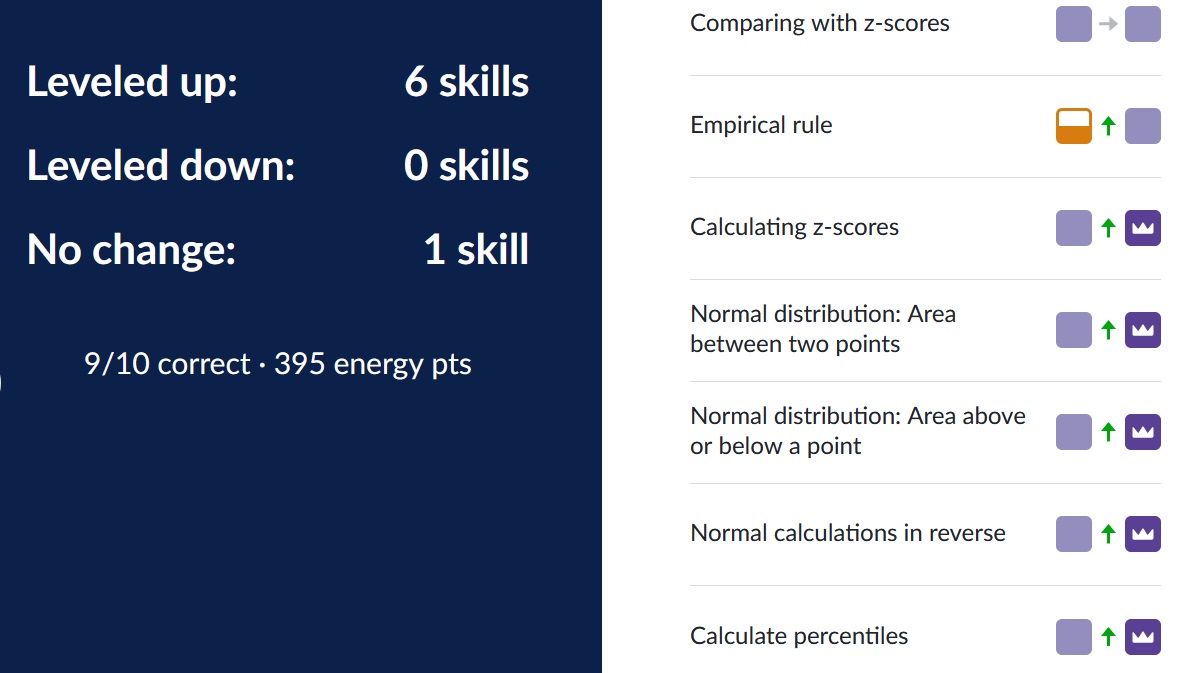 Leveled up: 6 skills
Leveled down: 0 skills
No change: 1 skill
9/10 correct · 395 energy pts
Comparing with z-scores
Empirical rule
Calculating z-scores
Normal distribution: Area
between two points
Normal distribution: Area above
or below a point
Normal calculations in reverse
Calculate percentiles